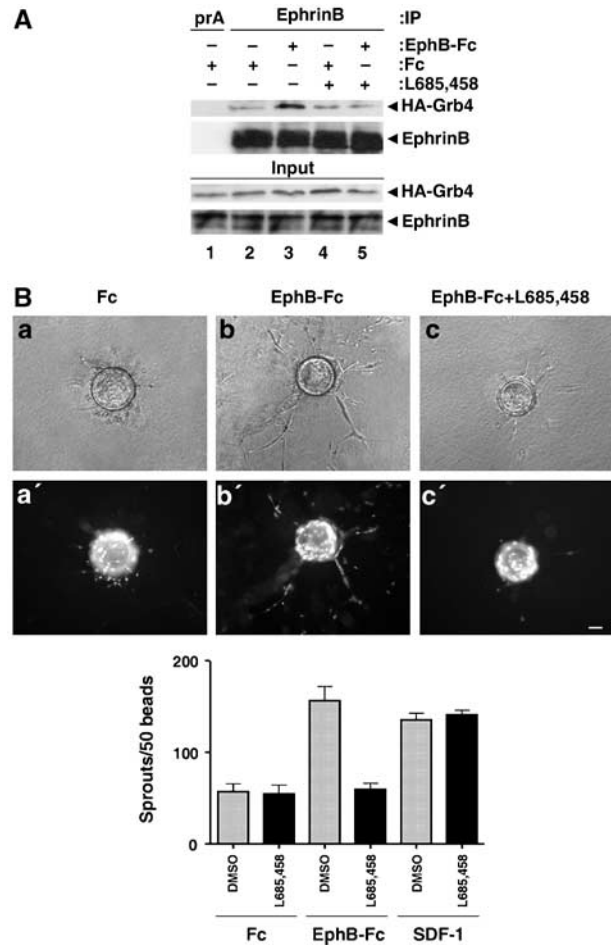 A
prA EphrinB :IP
– – + – + :EphB-Fc
+ + – + – :Fc
– – – + + :L685,458
HA-Grb4
EphrinB
Input
HA-Grb4
EphrinB
1 2 3 4 5
B
Fc EphB-Fc EphB-Fc+L685,458
a b c
a´ b´ c´
Sprouts/50 beads
200
100
0
DMSO L685,458 DMSO L685,458 DMSO L685,458
Fc EphB-Fc SDF-1